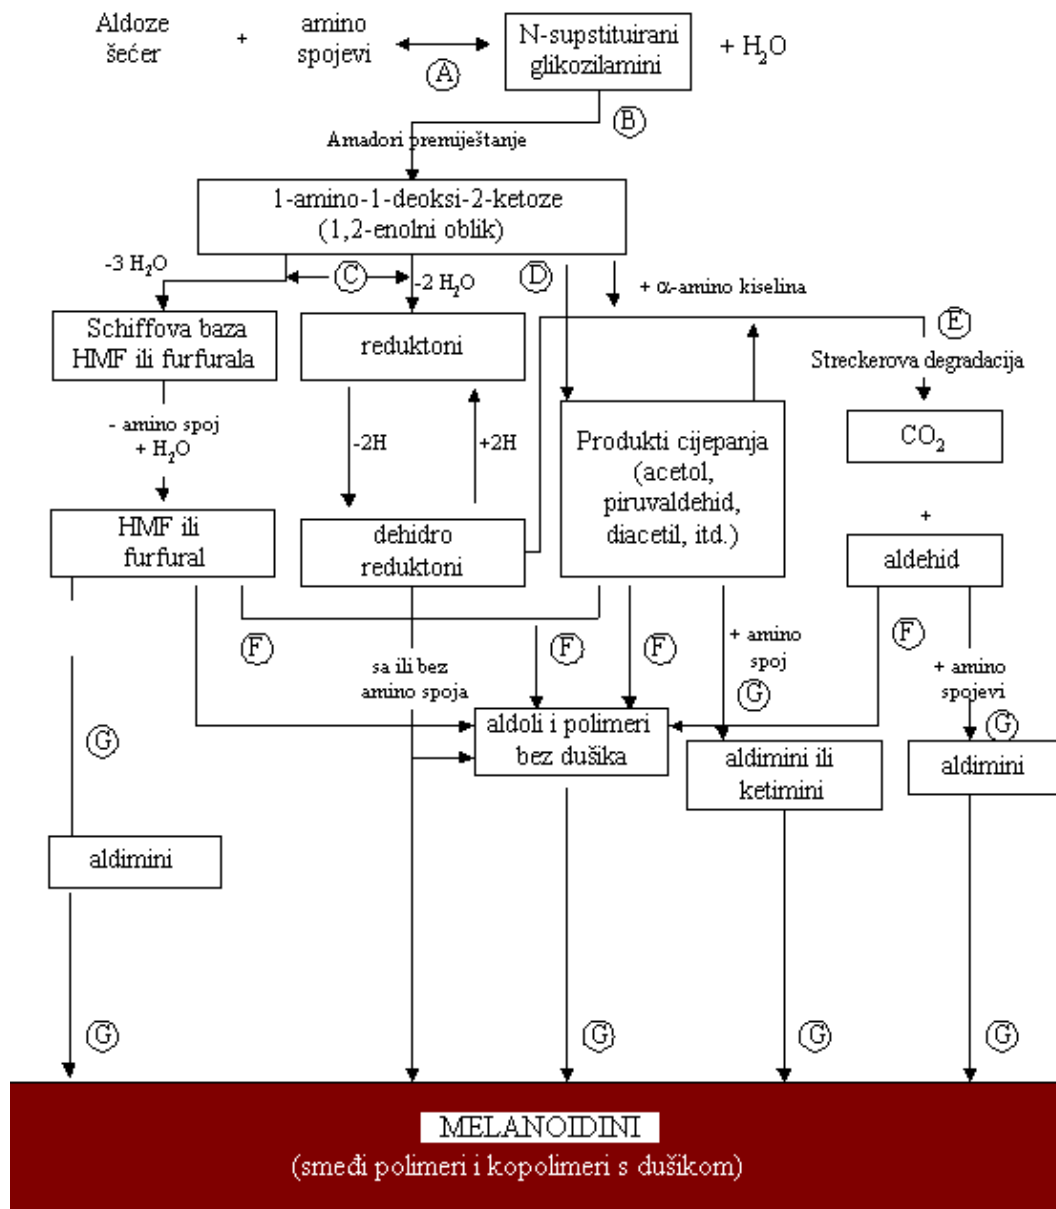 Aldoze
šećer
+
amino
spojevi
A
N-supstituirani
glikozilamini
+ H₂O
B
Amadori premiještanje
1-amino-1-deoksi-2-ketoze
(1,2-enolni oblik)
-3 H₂O
C
-2 H₂O
D
+ α-amino kiselina
Schiffova baza
HMF ili furfurala
reduktoni
E
Streckerova degradacija
- amino spoj
+ H₂O
-2H
+2H
Produkti cijepanja
(acetol,
piruvaldehid,
diacetil, itd.)
CO₂
+
HMF ili
furfural
dehidro
reduktoni
aldehid
F
F
F
F
sa ili bez
amino spoja
+ amino
spoj
G
+ amino
spojevi
G
G
aldoli i polimeri
bez dušika
aldimini ili
ketimini
aldimini
aldimini
G
G
G
G
MELANOIDINI
(smeđi polimeri i kopolimeri s dušikom)